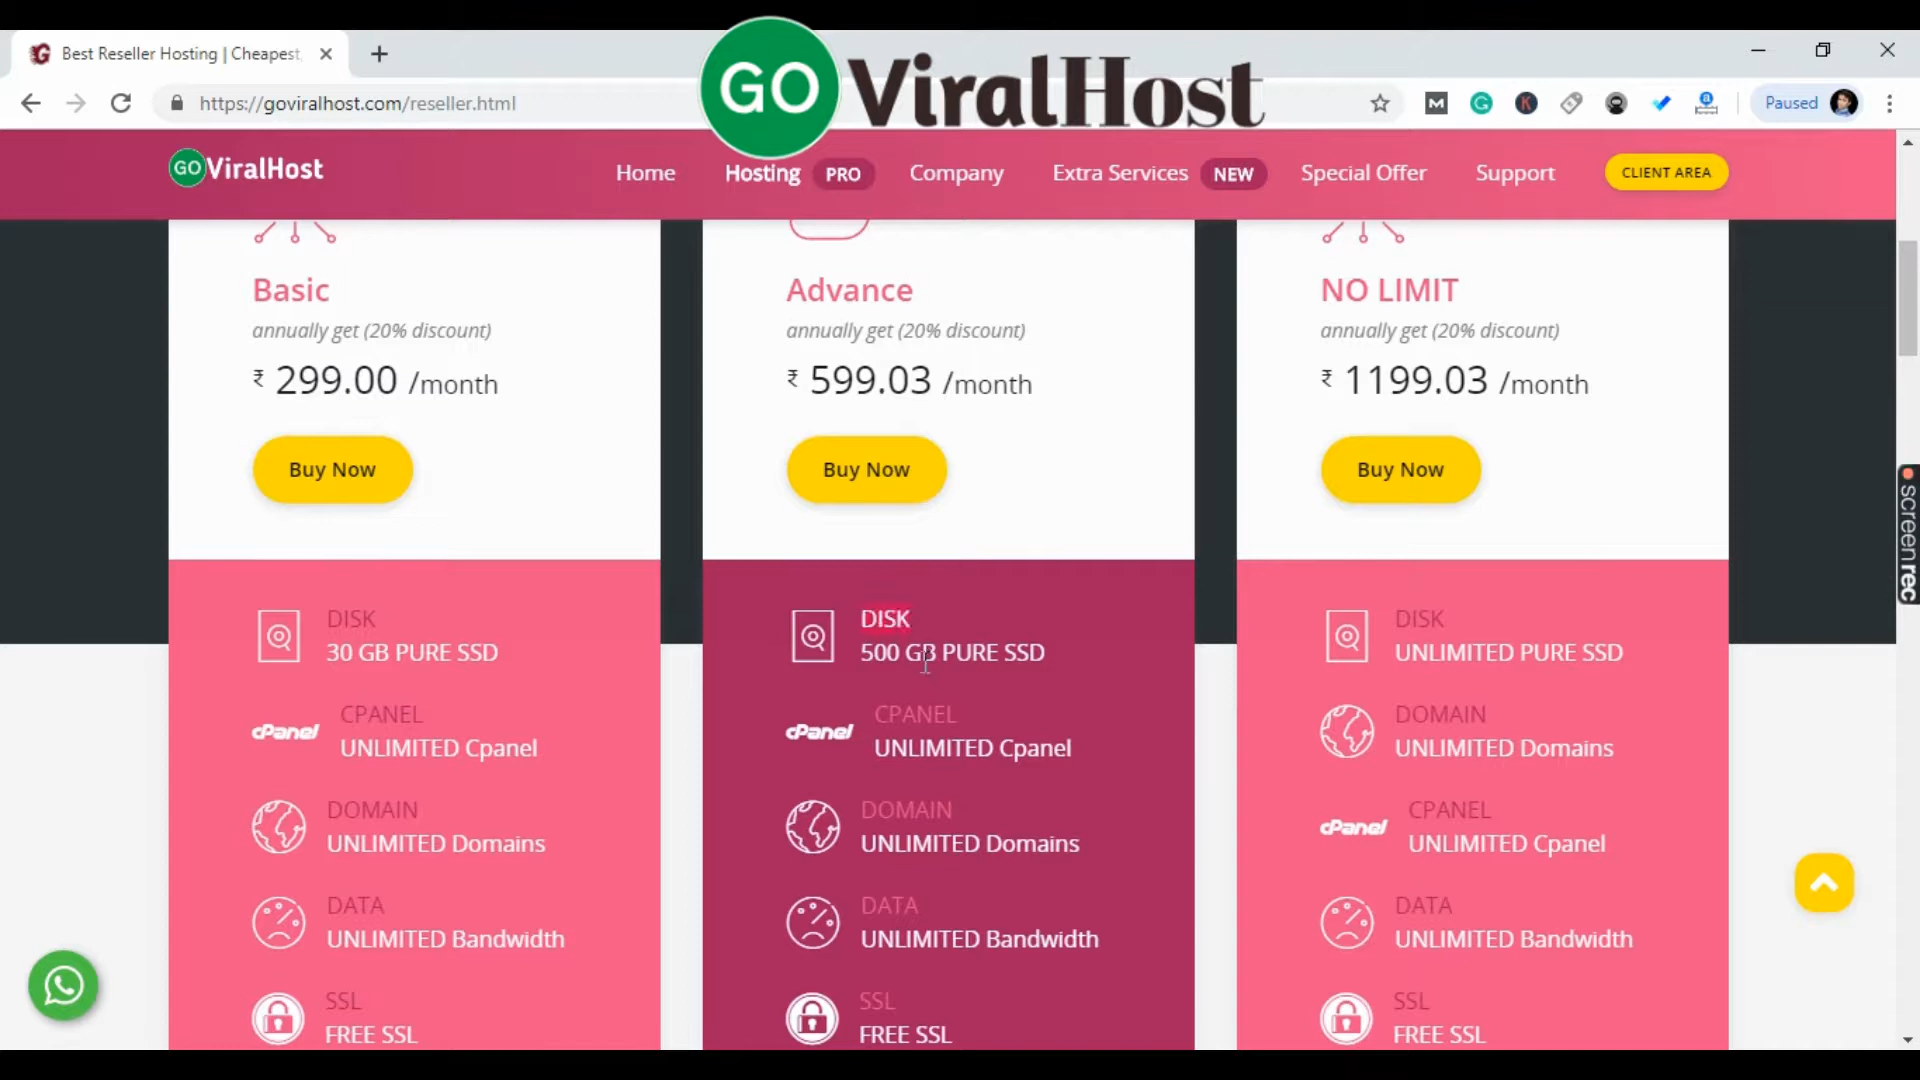 GO ViralHost
Best Reseller Hosting | Cheapest
https://goviralhost.com/reseller.html
Paused
GO ViralHost
Home
Hosting PRO
Company
Extra Services NEW
Special Offer
Support
CLIENT AREA
Basic
annually get (20% discount)
₹ 299.00 /month
Buy Now
DISK
30 GB PURE SSD
cPanel
CPANEL
UNLIMITED Cpanel
DOMAIN
UNLIMITED Domains
DATA
UNLIMITED Bandwidth
SSL
FREE SSL
Advance
annually get (20% discount)
₹ 599.03 /month
Buy Now
DISK
500 GB PURE SSD
cPanel
CPANEL
UNLIMITED Cpanel
DOMAIN
UNLIMITED Domains
DATA
UNLIMITED Bandwidth
SSL
FREE SSL
NO LIMIT
annually get (20% discount)
₹ 1199.03 /month
Buy Now
DISK
UNLIMITED PURE SSD
DOMAIN
UNLIMITED Domains
cPanel
CPANEL
UNLIMITED Cpanel
DATA
UNLIMITED Bandwidth
SSL
FREE SSL
screenrec